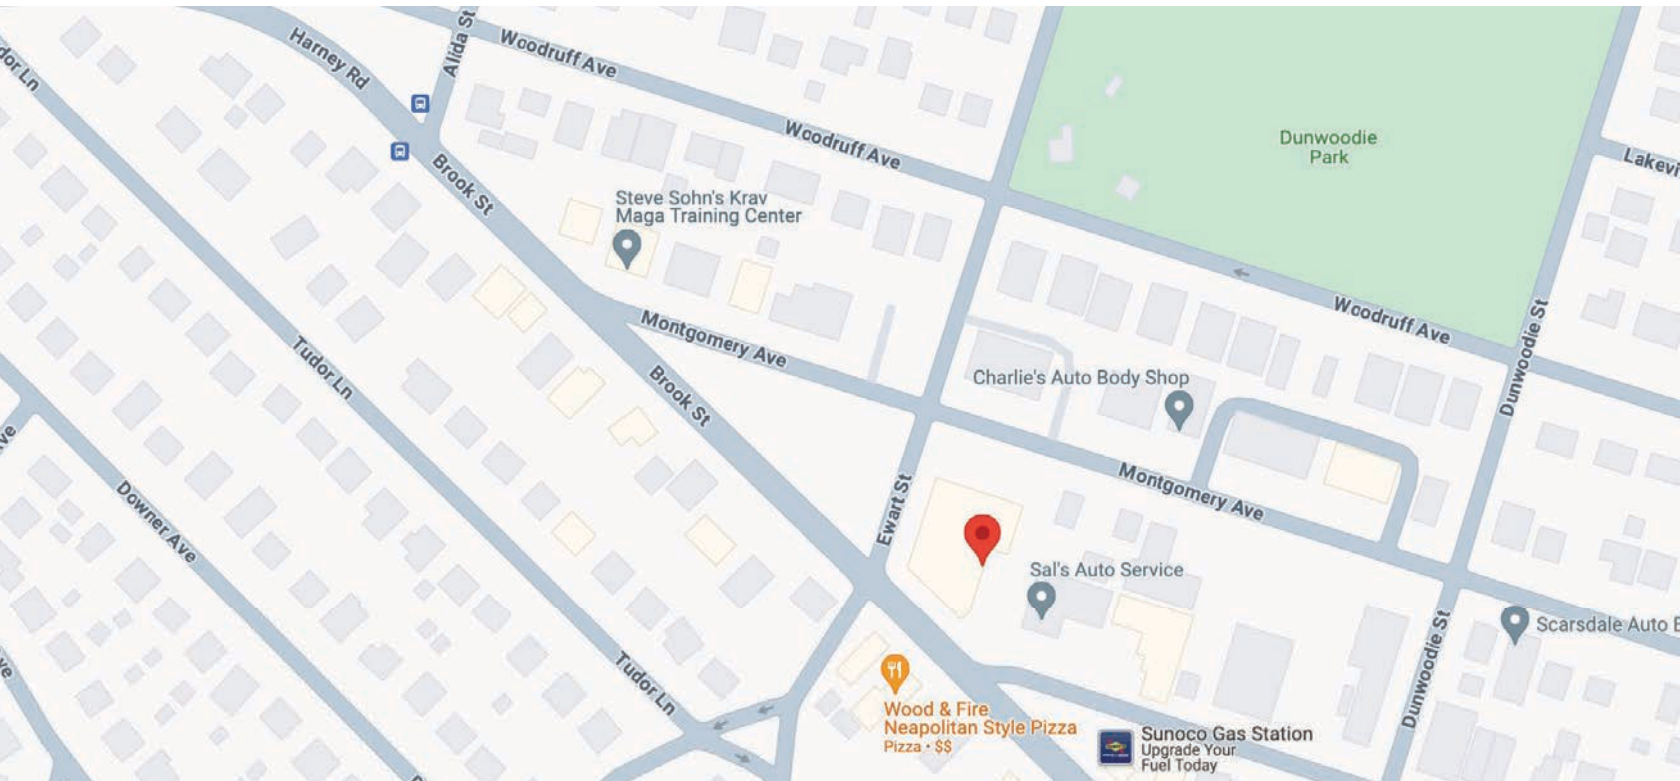 Harney Rd
Alida St
Woodruff Ave
Woodruff Ave
Dunwoodie
Park
Brook St
Steve Sohn's Krav
Maga Training Center
Woodruff Ave
Dunwoodie St
Montgomery Ave
Tudor Ln
Brook St
Charlie's Auto Body Shop
Downer Ave
Ewart St
Montgomery Ave
Sal's Auto Service
Scarsdale Auto
Tudor Ln
Dunwoodie St
Wood & Fire
Neapolitan Style Pizza
Pizza · $$
Sunoco Gas Station
Upgrade Your
Fuel Today